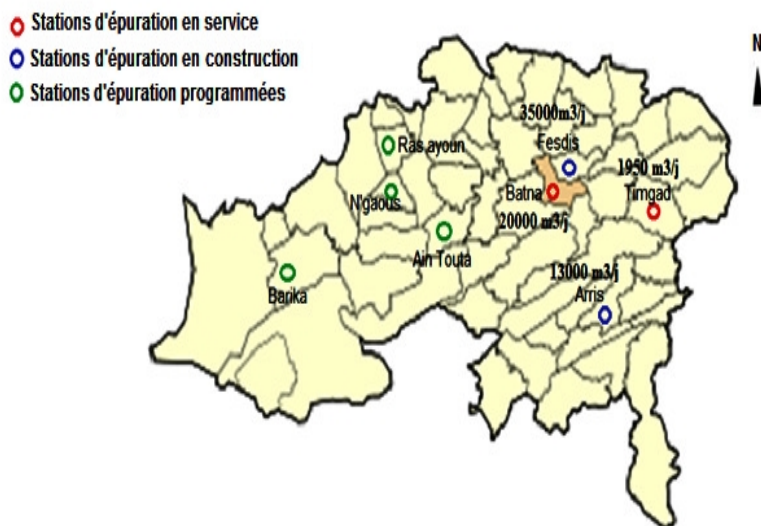 Stations d'épuration en service
Stations d'épuration en construction
Stations d'épuration programmées
N
35000m3/j
Fesdis
Ras ayoun
1950 m3/j
Batna
Timgad
N'gaous
20000 m3/j
Ain Touta
13000 m3/j
Arris
Barika